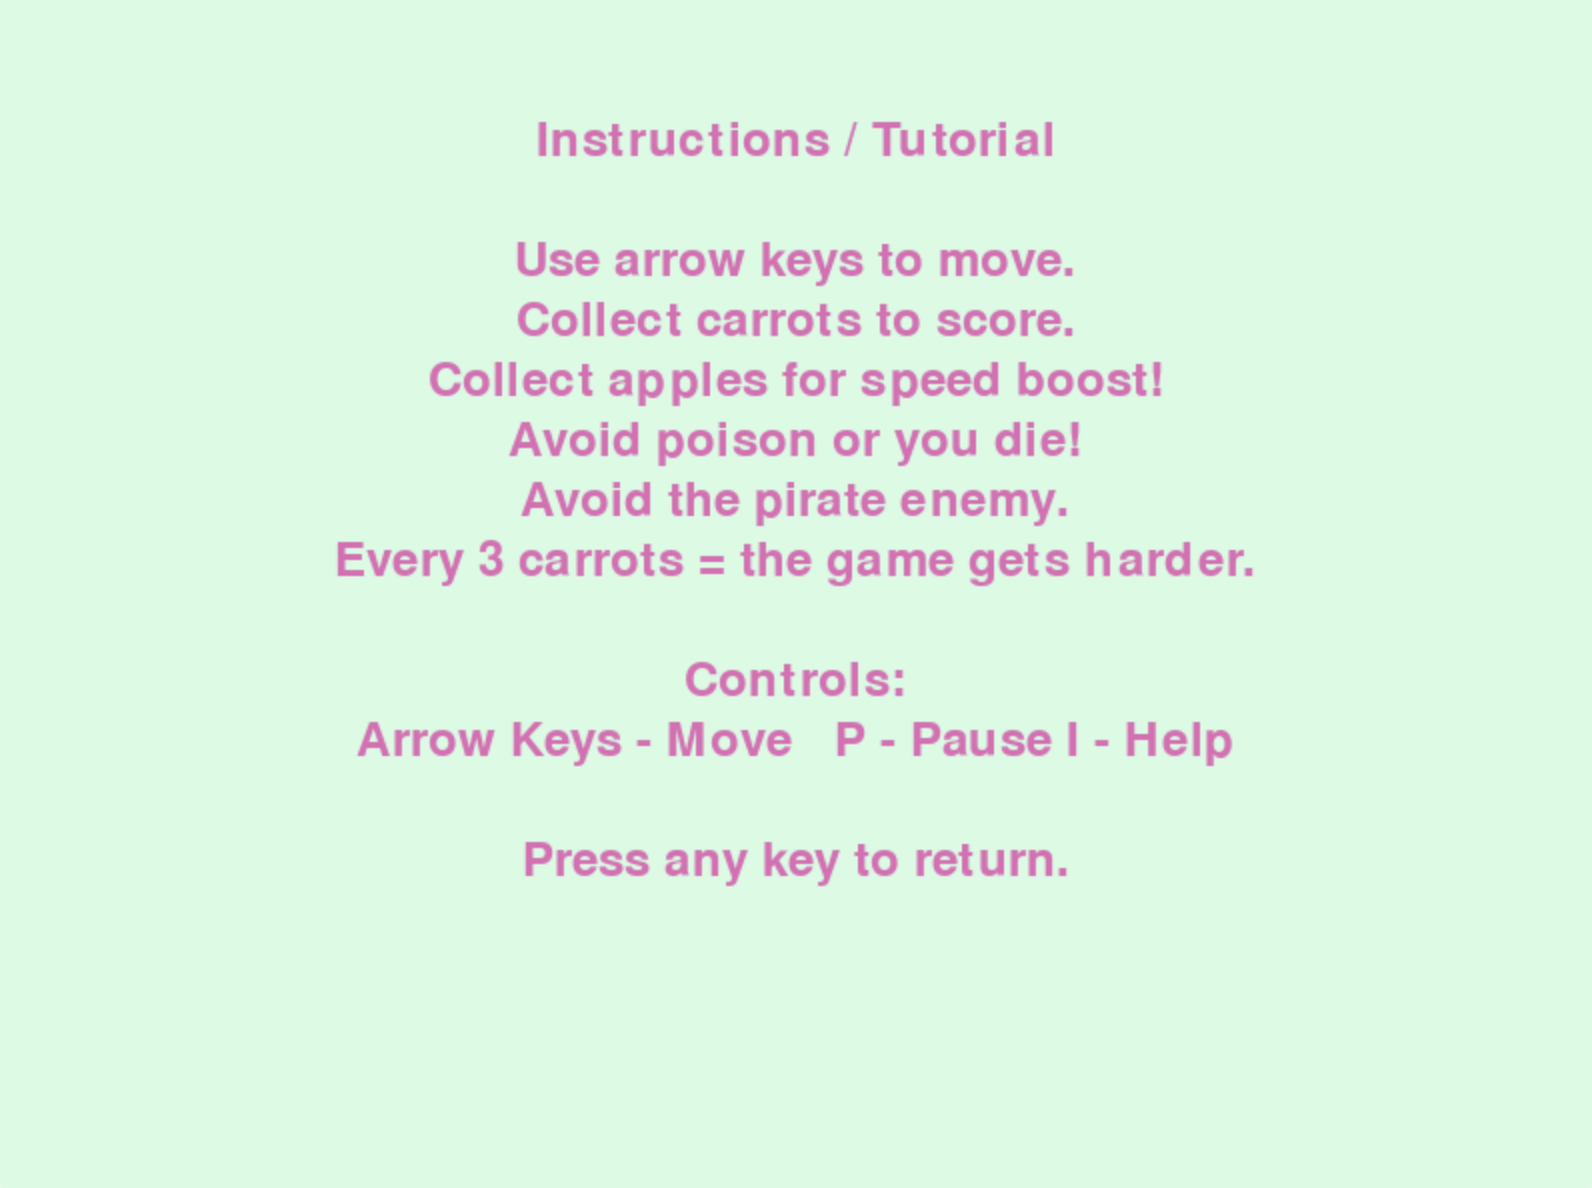 Instructions / Tutorial
Use arrow keys to move.
Collect carrots to score.
Collect apples for speed boost!
Avoid poison or you die!
Avoid the pirate enemy.
Every 3 carrots = the game gets harder.
Controls:
Arrow Keys - Move   P - Pause I - Help
Press any key to return.